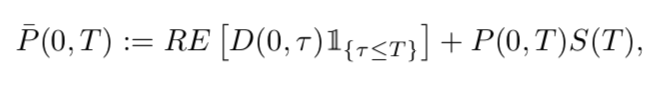 P̄(0, T) := RE [D(0, τ)𝟙_{τ≤T}] + P(0, T)S(T),